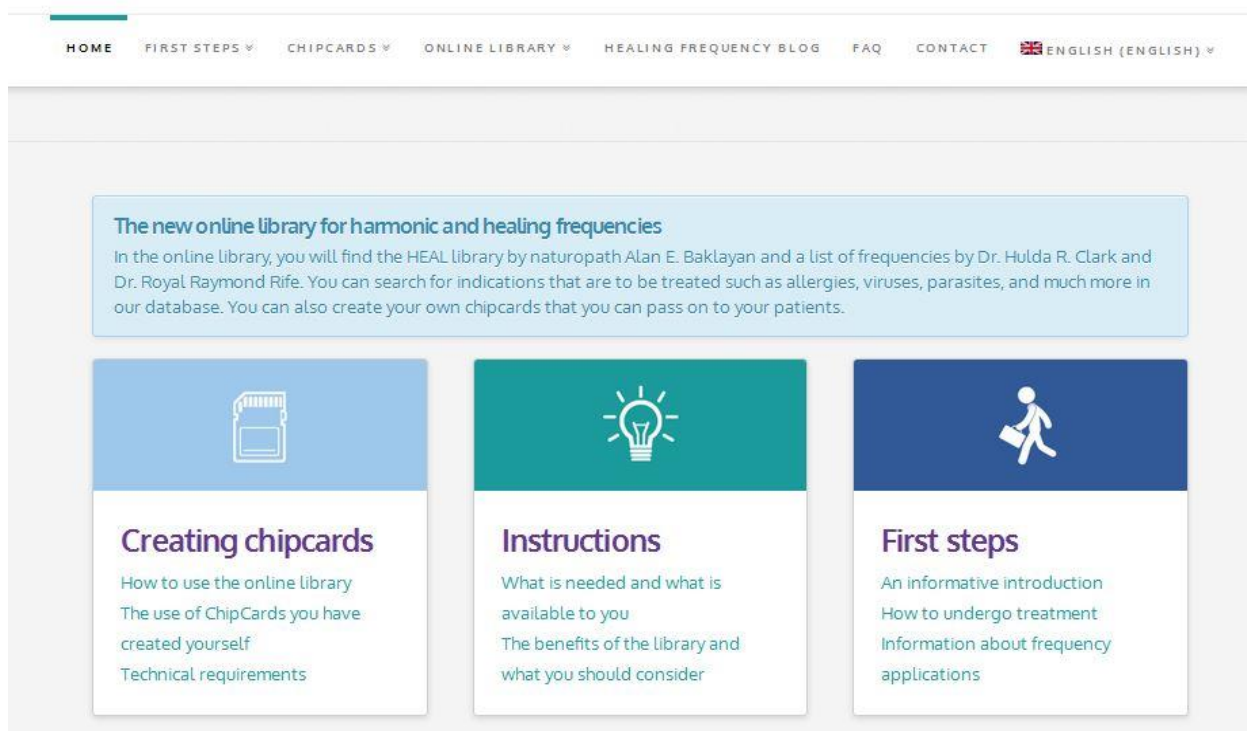 HOME FIRST STEPS CHIPCARDS ONLINE LIBRARY HEALING FREQUENCY BLOG FAQ CONTACT ENGLISH (ENGLISH)
The new online library for harmonic and healing frequencies
In the online library, you will find the HEAL library by naturopath Alan E. Baklayan and a list of frequencies by Dr. Hulda R. Clark and
Dr. Royal Raymond Rife. You can search for indications that are to be treated such as allergies, viruses, parasites, and much more in
our database. You can also create your own chipcards that you can pass on to your patients.
Creating chipcards
How to use the online library
The use of ChipCards you have
created yourself
Technical requirements
Instructions
What is needed and what is
available to you
The benefits of the library and
what you should consider
First steps
An informative introduction
How to undergo treatment
Information about frequency
applications